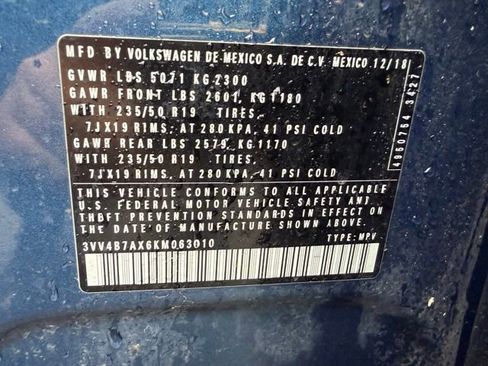 MFD BY. VOLKSWAGEN DE MEXICO S.A. DE C.V. MEXICO 12/18
GVWR LBS 5071 KG 2300
GAWR FRONT LBS 2601, KG 1180
WITH 235/50 R19 TIRES.
7JX19 RIMS, AT 280 KPA, 41 PSI COLD
GAWR REAR LBS 2579, KG 1170
WITH 235/50 R19 TIRES.
7JX19 RIMS, AT 280 KPA, 41 PSI COLD
THIS VEHICLE CONFORMS TO ALL APPLICABLE
U.S. FEDERAL MOTOR VEHICLE SAFETY AND
THEFT PREVENTION STANDARDS IN EFFECT ON
THE DATE OF MANUFACTURE SHOWN ABOVE.
3VV4B7AX6KM063010
TYPE: MPV
4950754 3427